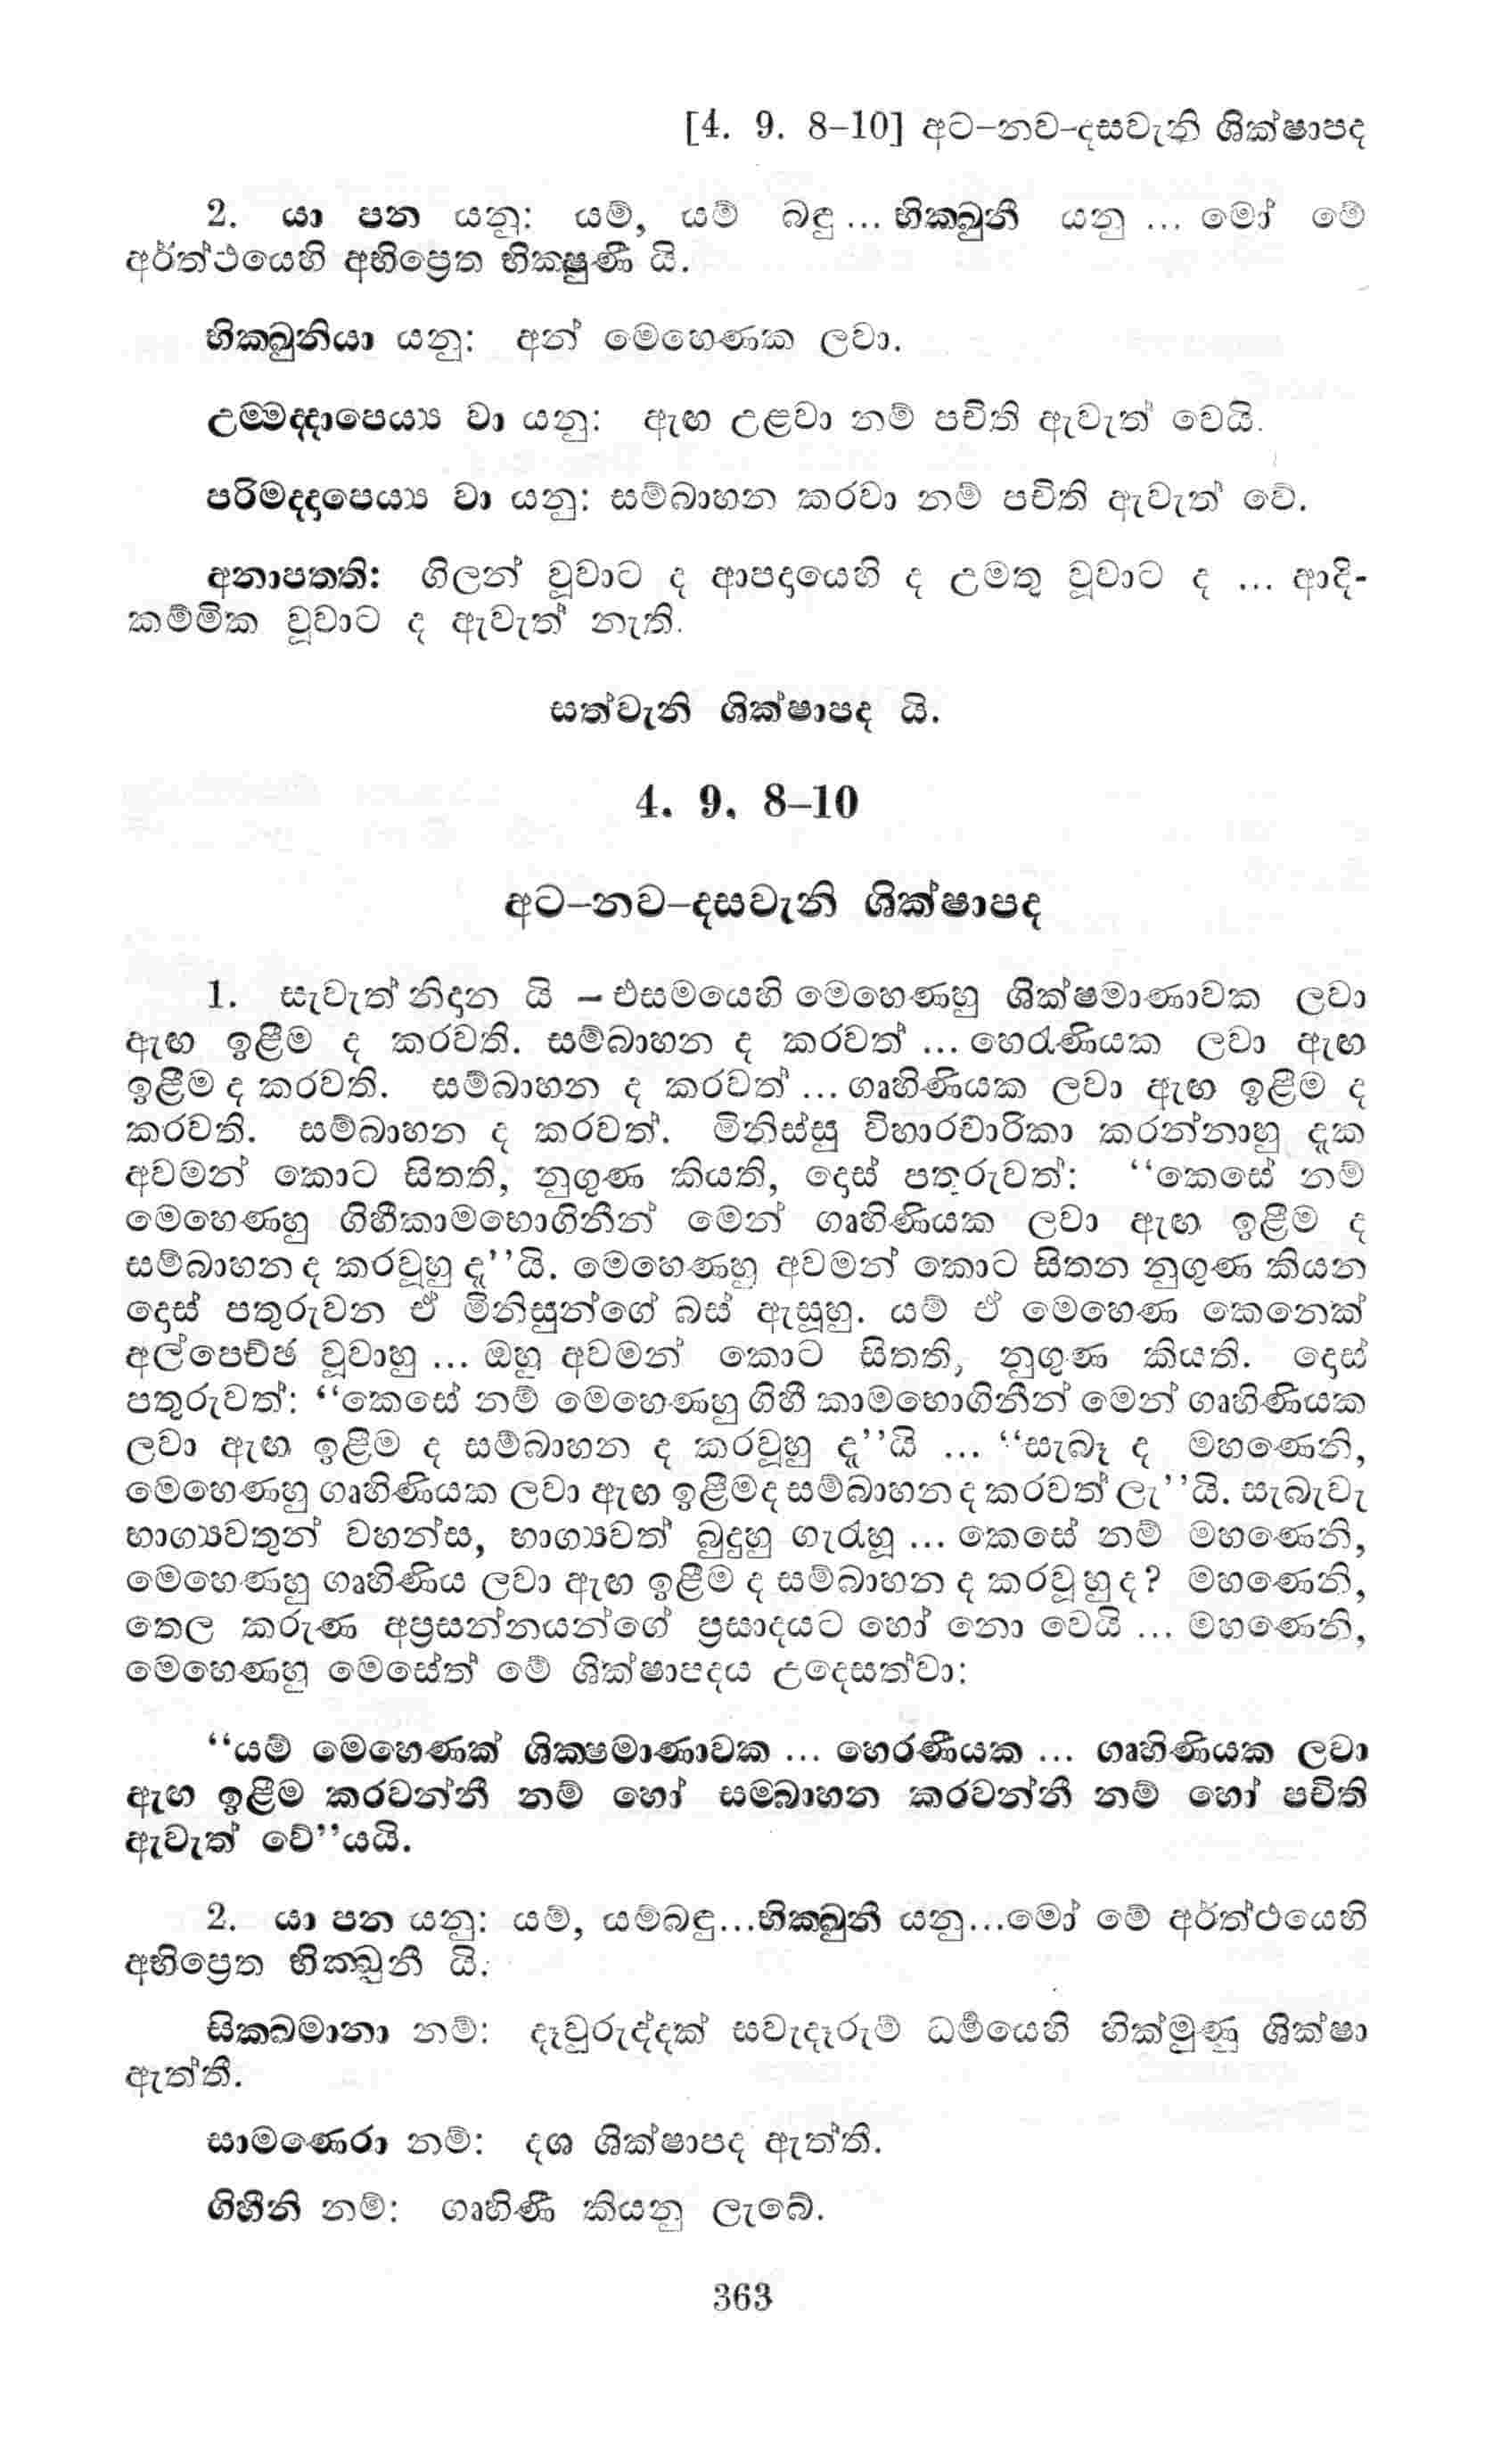 [4. 9. 8–10] අට–නව–දසවැනි ශික්ෂාපද
2. යා පන යනු: යම්, යම් බඳු ... භික්ඛුනී යනු ... මෝ මේ
අර්ත්ථයෙහි අභිප්‍රෙත භික්ෂුණී යි.
භික්ඛුනියා යනු: අන් මෙහෙණක ලවා.
උම්මද්දාපෙය්‍ය වා යනු: ඇඟ උළවා නම් පචිති ඇවැත් වෙයි.
පරිමද්දාපෙය්‍ය වා යනු: සම්බාහන කරවා නම් පචිති ඇවැත් වේ.
අනාපත්ති: ගිලන් වූවාට ද ආපදායෙහි ද උමතු වූවාට ද ... ආදි-
කම්මික වූවාට ද ඇවැත් නැති.
සත්වැනි ශික්ෂාපද යි.
4. 9. 8–10
අට–නව–දසවැනි ශික්ෂාපද
1. සැවැත් නිදාන යි – එසමයෙහි මෙහෙණහු ශික්ෂමාණාවක ලවා
ඇඟ ඉළීම ද කරවති. සම්බාහන ද කරවත් ... හෙරණියක ලවා ඇඟ
ඉළීම ද කරවති. සම්බාහන ද කරවත් ... ගෘහිණියක ලවා ඇඟ ඉළීම ද
කරවති. සම්බාහන ද කරවත්. මිනිස්සු විහාරචාරිකා කරන්නාහු දැක
අවමන් කොට සිතති, නුගුණ කියති, දොස් පතුරුවත්: “කෙසේ නම්
මෙහෙණහු ගිහීකාමභොගිනීන් මෙන් ගෘහිණියක ලවා ඇඟ ඉළීම ද
සම්බාහන ද කරවූහු දැ’’යි. මෙහෙණහු අවමන් කොට සිතන නුගුණ කියන
දොස් පතුරුවන ඒ මිනිසුන්ගේ බස් ඇසූහු. යම් ඒ මෙහෙණ කෙනෙක්
අල්පෙච්ඡ වූවාහු ... ඔහු අවමන් කොට සිතති, නුගුණ කියති. දොස්
පතුරුවත්: “කෙසේ නම් මෙහෙණහු ගිහී කාමභොගිනීන් මෙන් ගෘහිණියක
ලවා ඇඟ ඉළීම ද සම්බාහන ද කරවූහු දැ’’යි ... “සැබෑ ද මහණෙනි,
මෙහෙණහු ගෘහිණියක ලවා ඇඟ ඉළීම ද සම්බාහන ද කරවත් ලැ’’යි. සැබැවැ
භාග්‍යවතුන් වහන්ස, භාග්‍යවත් බුදුහු ගැරැහූ ... කෙසේ නම් මහණෙනි,
මෙහෙණහු ගෘහිණිය ලවා ඇඟ ඉළීම ද සම්බාහන ද කරවූහු ද? මහණෙනි,
තෙල කරුණ අප්‍රසන්නයන්ගේ ප්‍රසාදයට හෝ නො වෙයි ... මහණෙනි,
මෙහෙණහු මෙසේත් මේ ශික්ෂාපදය උදෙසත්වා:
“යම් මෙහෙණක් ශික්ෂමාණාවක ... හෙරණියක ... ගෘහිණියක ලවා
ඇඟ ඉළීම කරවන්නී නම් හෝ සම්බාහන කරවන්නී නම් හෝ පචිති
ඇවැත් වේ’’යයි.
2. යා පන යනු: යම්, යම්බඳු...භික්ඛුනී යනු...මෝ මේ අර්ත්ථයෙහි
අභිප්‍රෙත භික්ඛුනී යි.
සික්ඛමානා නම්: දෑවුරුද්දක් සවැදෑරුම් ධර්මයෙහි හික්මුණු ශික්ෂා
ඇත්තී.
සාමණෙරා නම්: දශ ශික්ෂාපද ඇත්තී.
ගිහීනි නම්: ගෘහිණී කියනු ලැබේ.
363